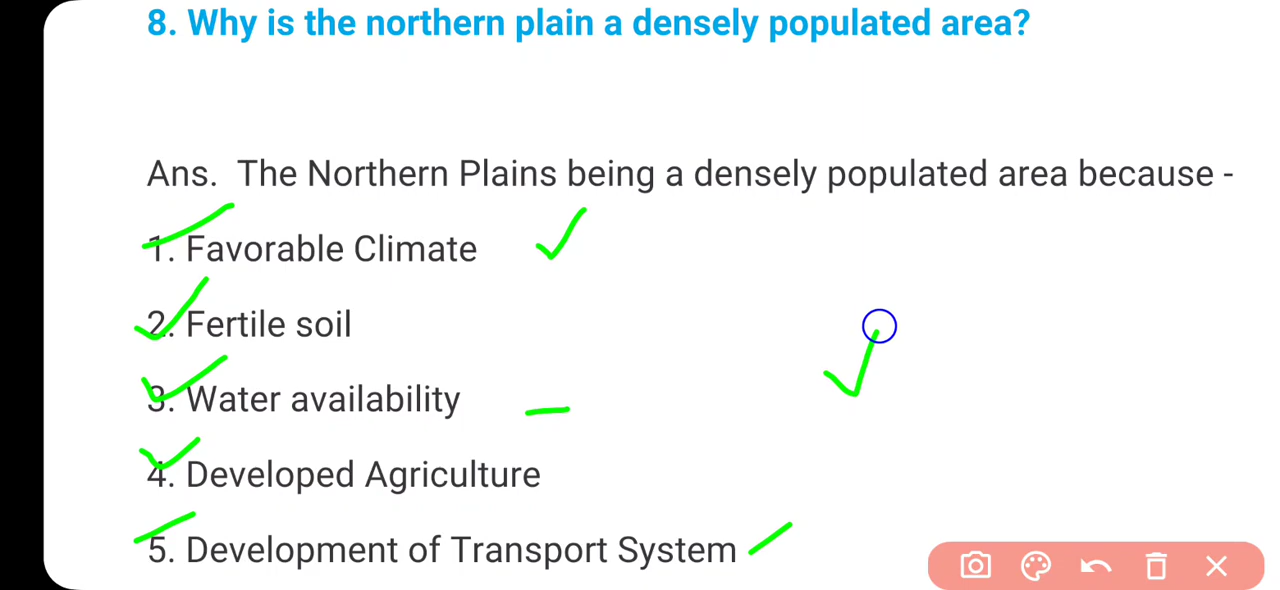 8. Why is the northern plain a densely populated area?
Ans. The Northern Plains being a densely populated area because -
1. Favorable Climate
2. Fertile soil
3. Water availability
4. Developed Agriculture
5. Development of Transport System